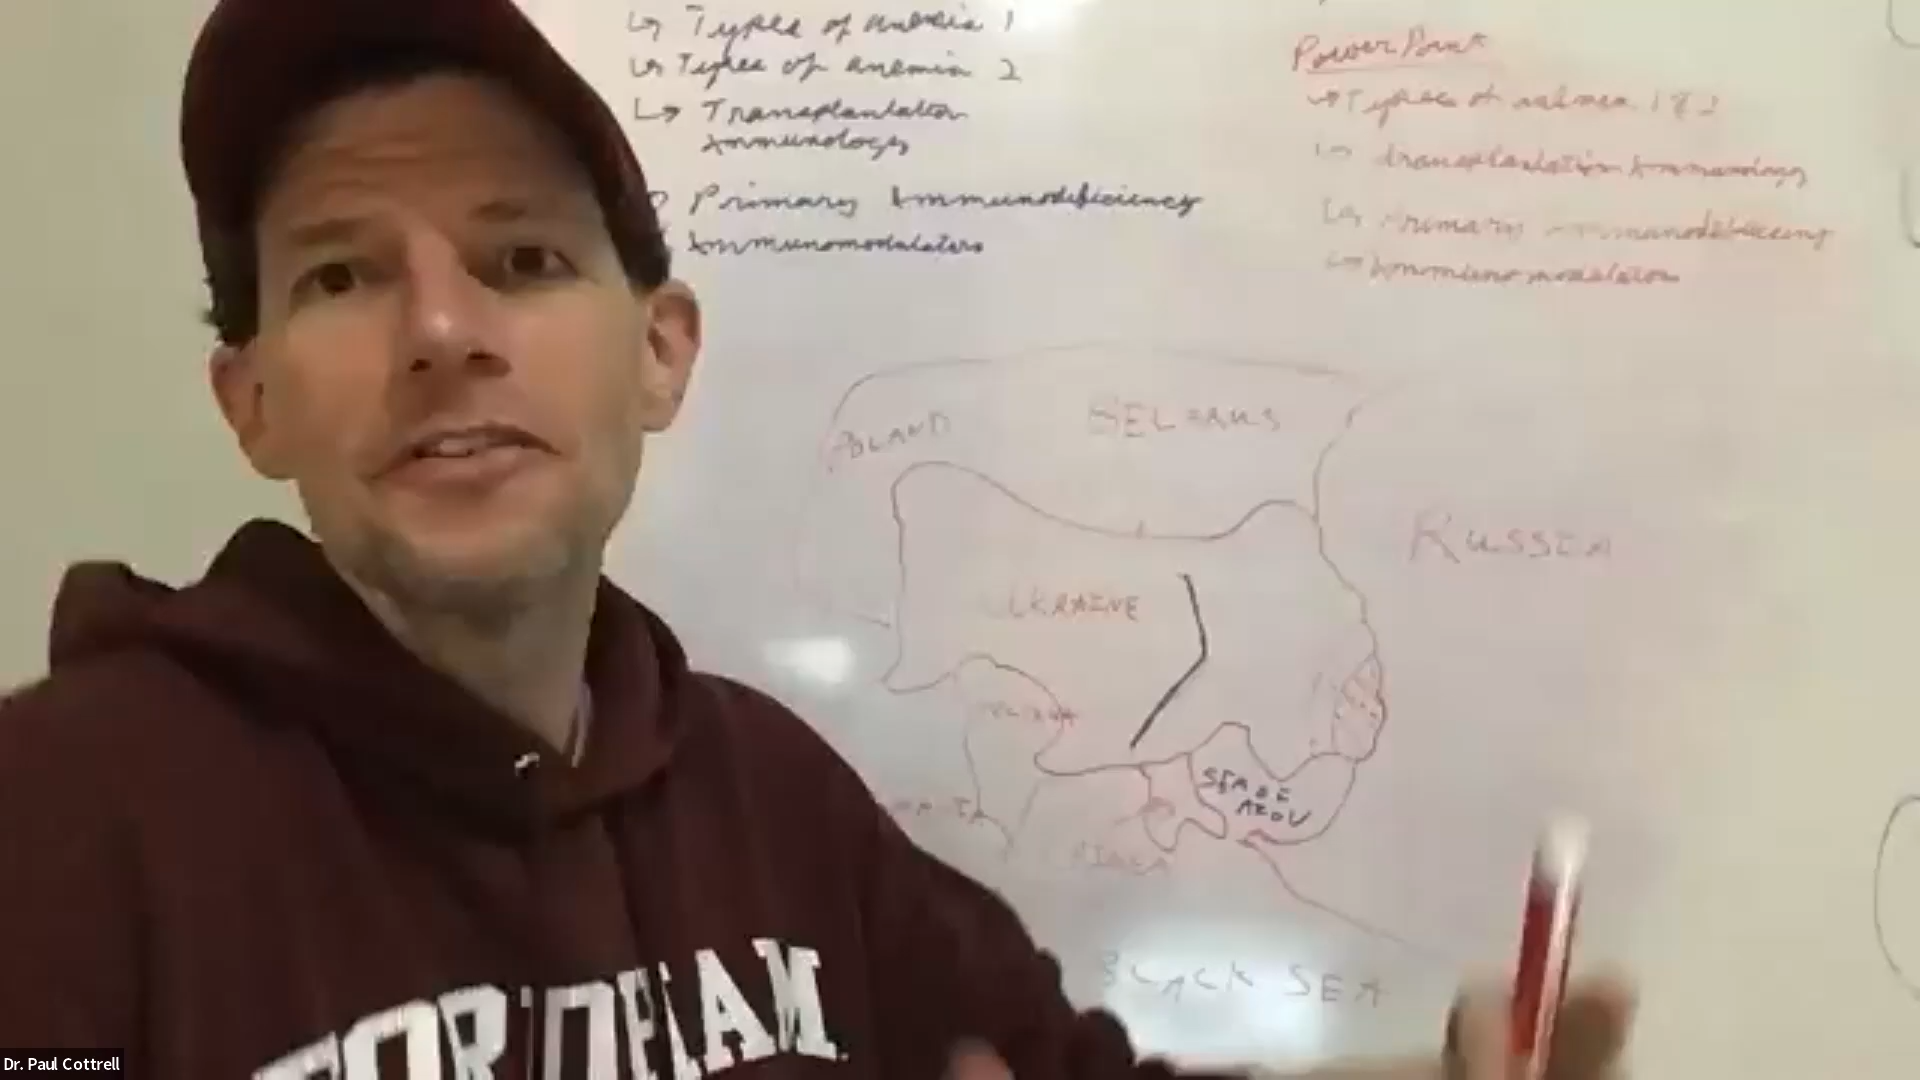 Types of anemia 1
Types of anemia 2
Transplantation
Immunology
Primary Immunodeficiency
Immunomodulators
PowerPoint
Types of anemia 1 & 2
Transplantation Immunology
Primary Immunodeficiency
Immunomodulators
POLAND
BELARUS
RUSSIA
UKRAINE
SEA OF
AZOV
BLACK SEA
FORDHAM
Dr. Paul Cottrell